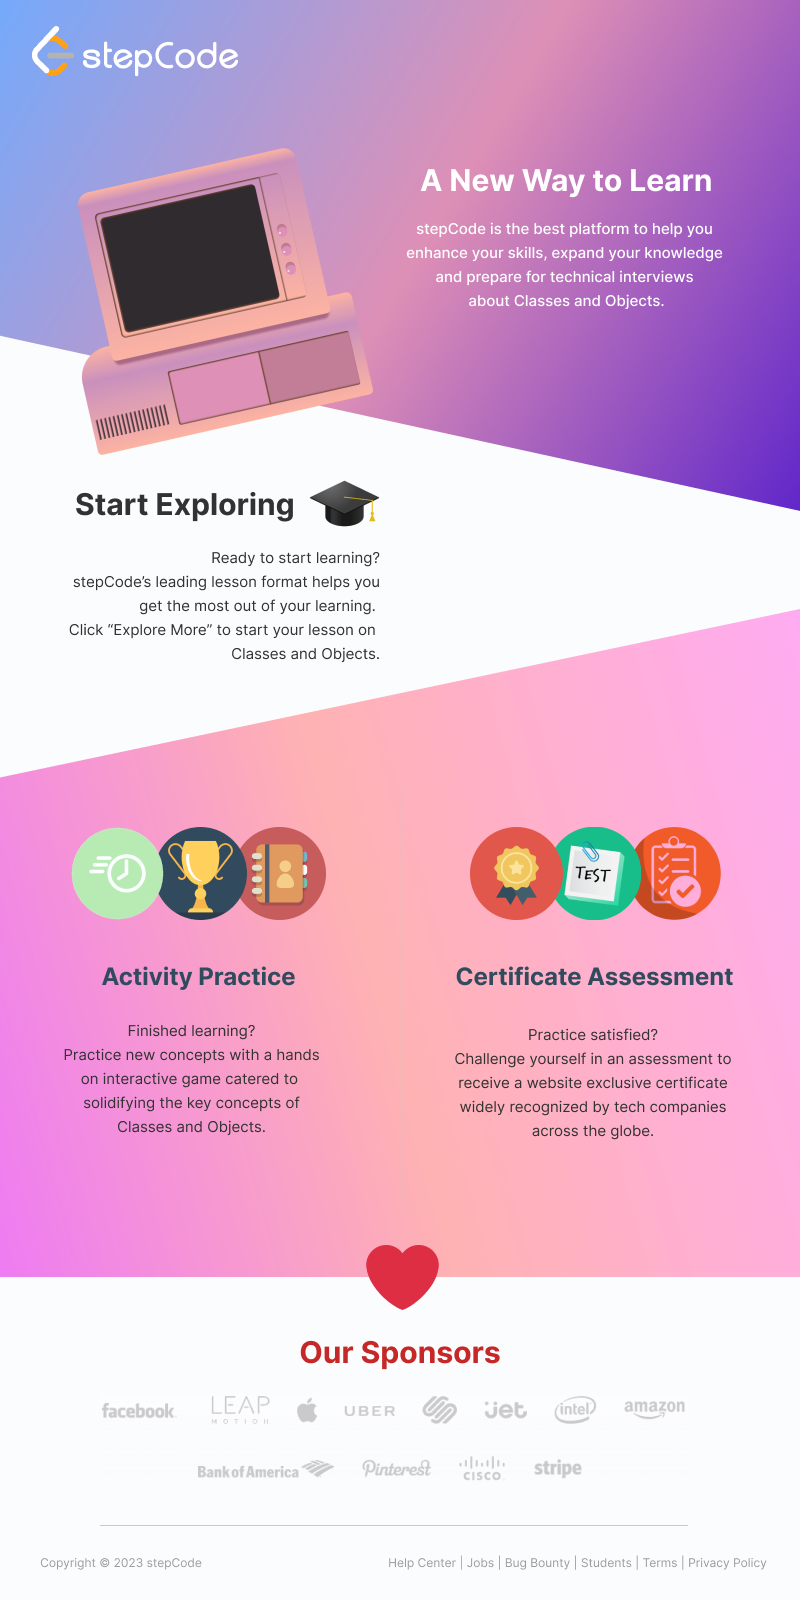 stepCode
A New Way to Learn
stepCode is the best platform to help you
enhance your skills, expand your knowledge
and prepare for technical interviews
about Classes and Objects.
Start Exploring
Ready to start learning?
stepCode’s leading lesson format helps you
get the most out of your learning.
Click “Explore More” to start your lesson on
Classes and Objects.
TEST
Activity Practice
Finished learning?
Practice new concepts with a hands
on interactive game catered to
solidifying the key concepts of
Classes and Objects.
Certificate Assessment
Practice satisfied?
Challenge yourself in an assessment to
receive a website exclusive certificate
widely recognized by tech companies
across the globe.
Our Sponsors
facebook LEAP MOTION UBER Jet intel amazon
Bank of America Pinterest CISCO stripe
Copyright © 2023 stepCode
Help Center | Jobs | Bug Bounty | Students | Terms | Privacy Policy